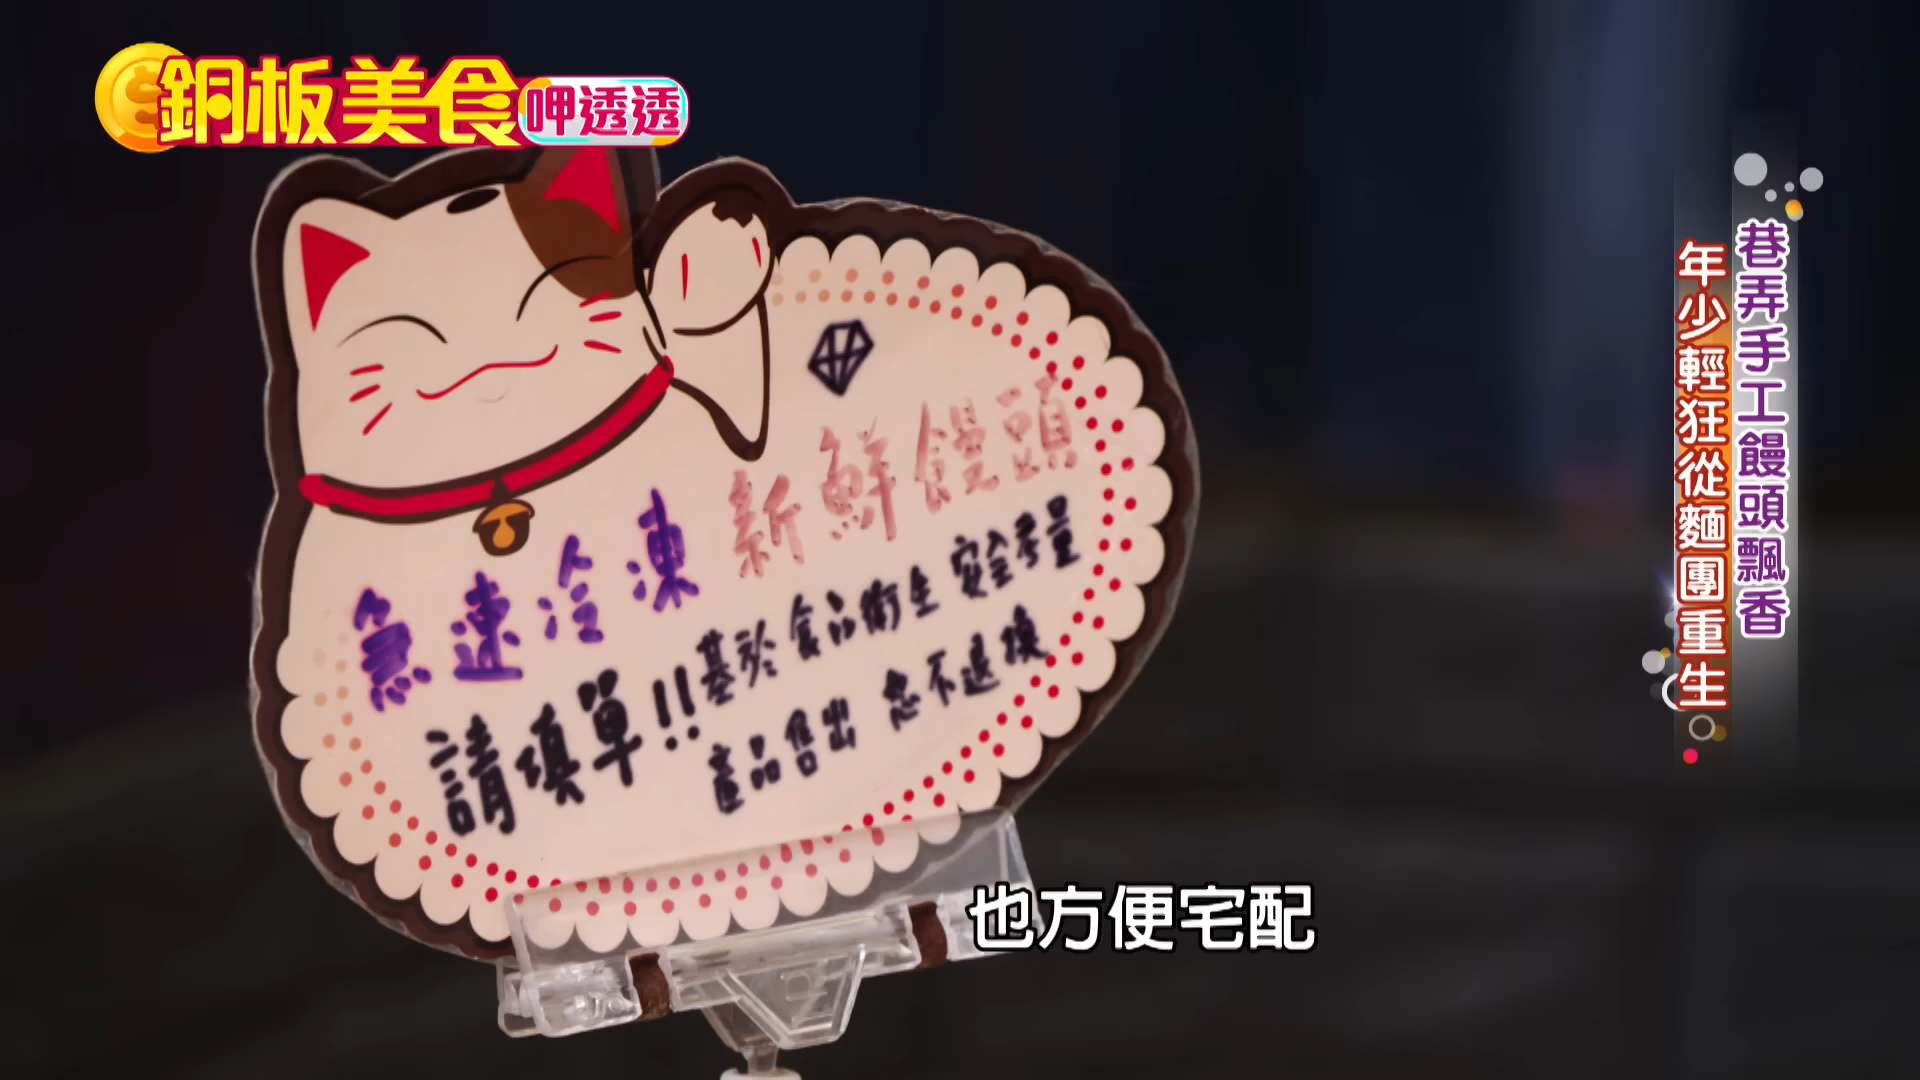 銅板美食呷透透
巷弄手工饅頭飄香
年少輕狂從麵團重生
急速冷凍 新鮮饅頭
請填單!! 基於食品衛生 安全考量
產品售出 恕不退換
也方便宅配